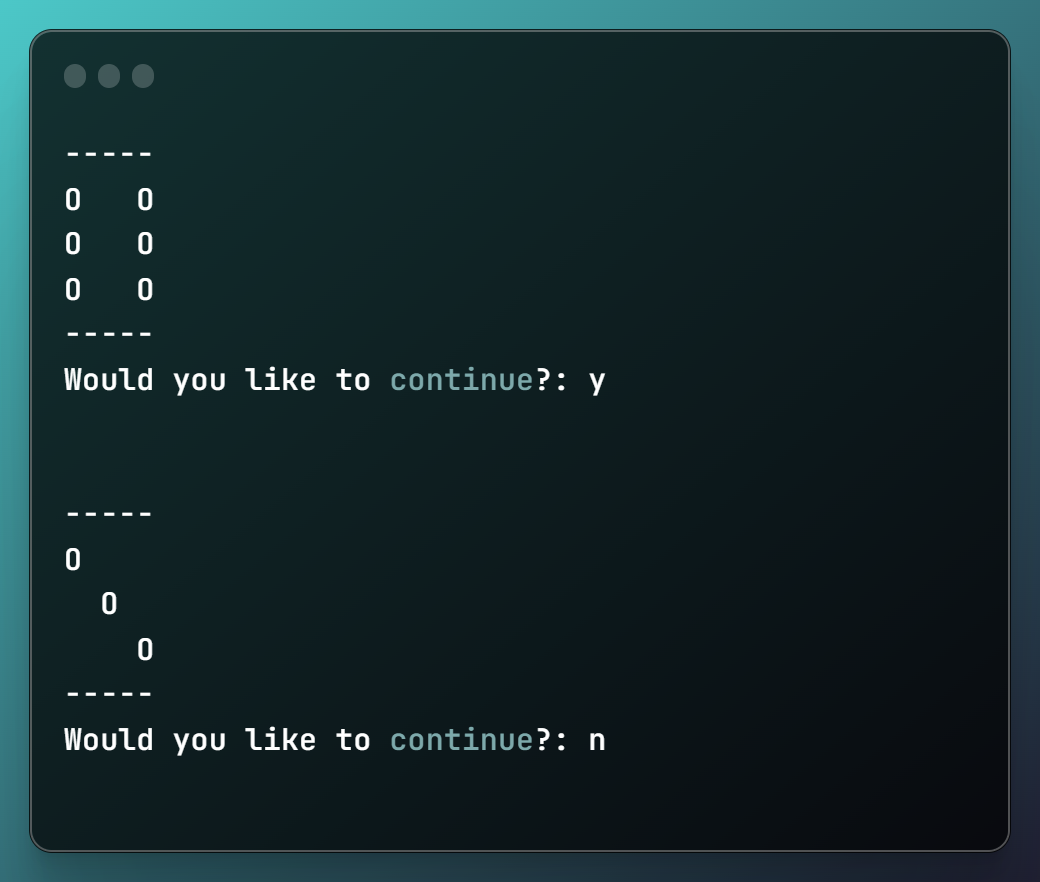 -----
O   O
O   O
O   O
-----
Would you like to continue?: y
-----
O
  O
    O
-----
Would you like to continue?: n